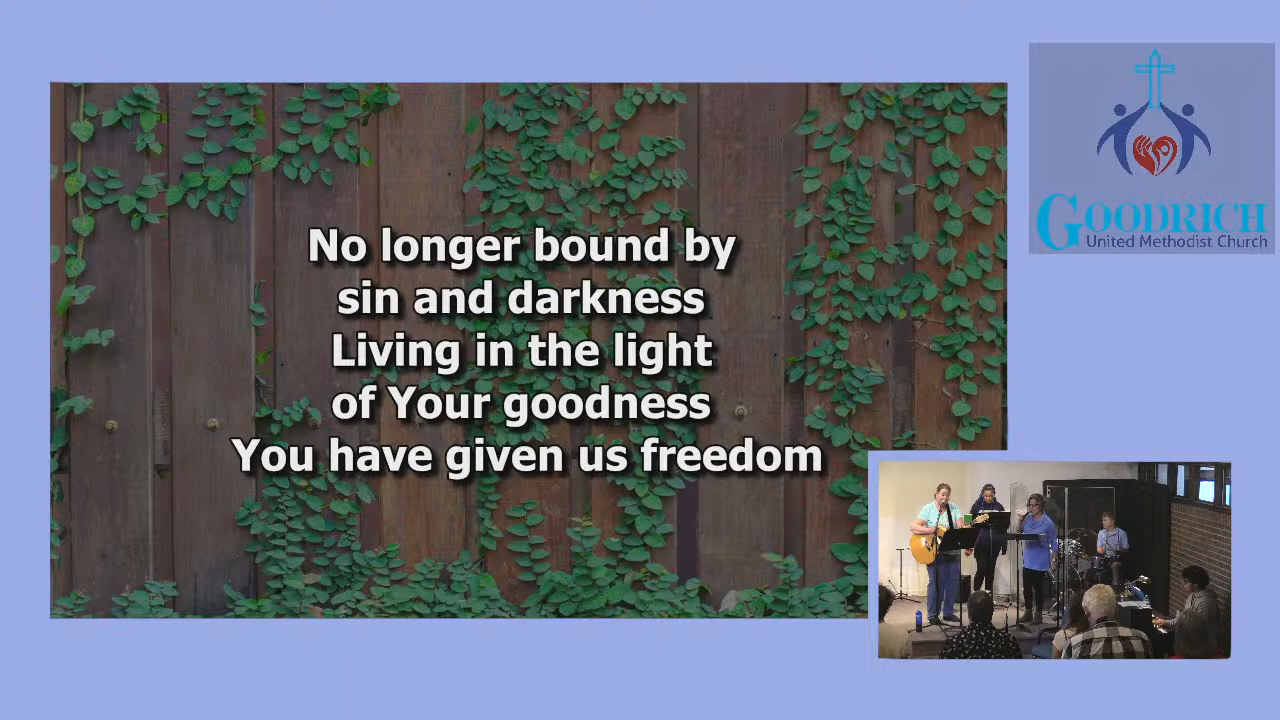 No longer bound by
sin and darkness
Living in the light
of Your goodness
You have given us freedom
GOODRICH
United Methodist Church